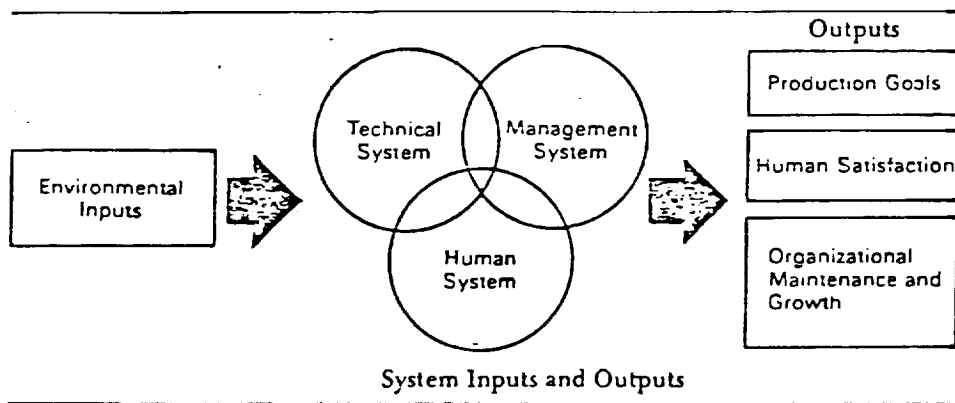 Outputs
Production Goals
Technical
System
Management
System
Human Satisfaction
Environmental
Inputs
Human
System
Organizational
Maintenance and
Growth
System Inputs and Outputs